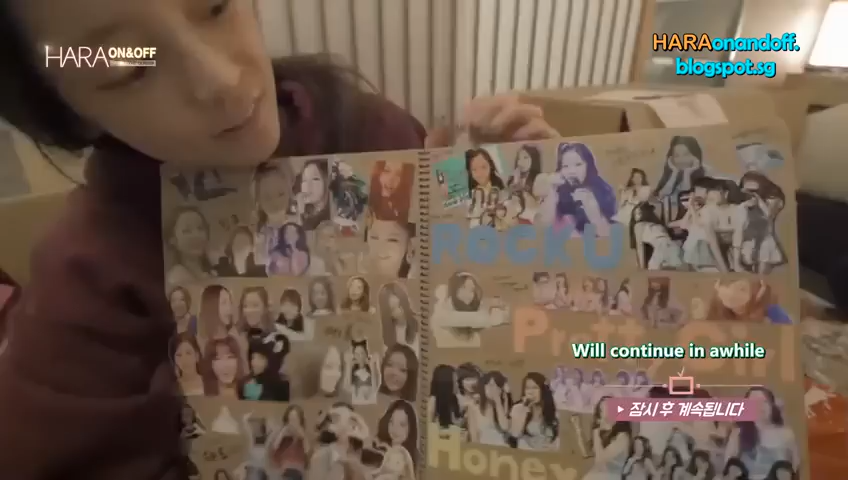 HARA ON&OFF
HARAonandoff.
blogspot.sg
ROCK U
Pretty Girl
Will continue in awhile
▸ 잠시 후 계속됩니다
Honey